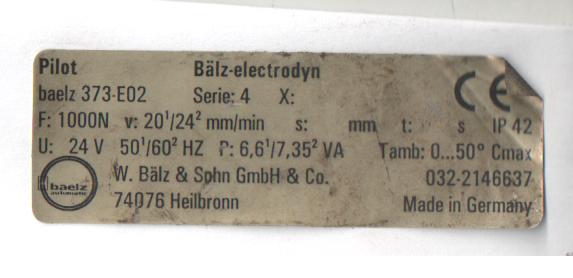 Pilot Bälz-electrodyn
baelz 373-E02 Serie: 4 X: CE
F: 1000N v: 20¹/24² mm/min s: mm t: s IP 42
U: 24 V 50¹/60² HZ P: 6,6¹/7,35² VA Tamb: 0...50° Cmax
W. Bälz & Sohn GmbH & Co. 032-2146637
baelz
automatic
74076 Heilbronn Made in Germany